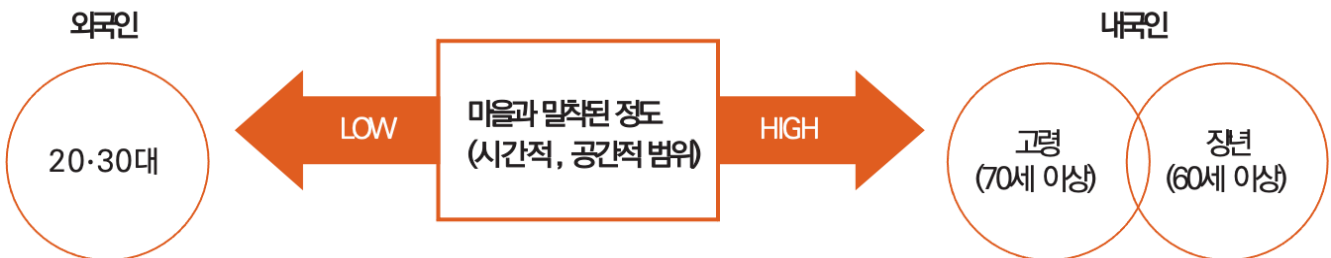 외국인
내국인
20·30대
LOW
마을과 밀착된 정도
(시간적 , 공간적 범위)
HIGH
고령
(70세 이상)
장년
(60세 이상)